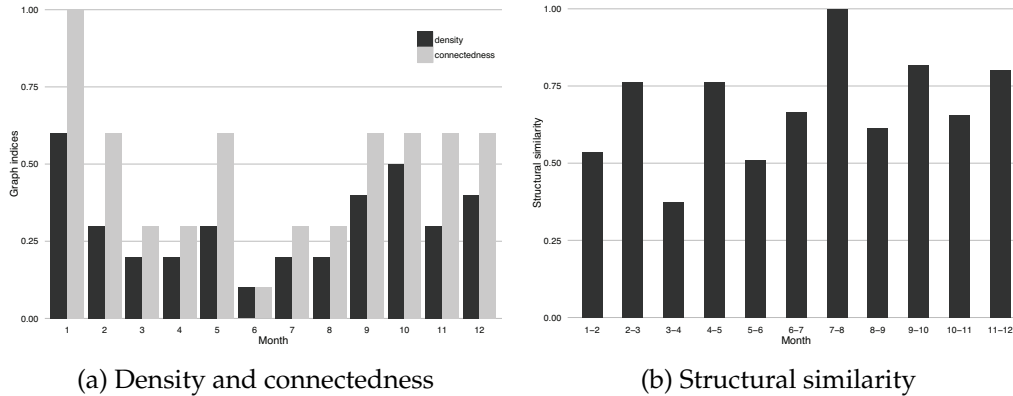 1.00
0.75
0.50
0.25
0.00
Graph indices
density
connectedness
1 2 3 4 5 6 7 8 9 10 11 12
Month
(a) Density and connectedness
1.00
0.75
0.50
0.25
0.00
Structural similarity
1–2 2–3 3–4 4–5 5–6 6–7 7–8 8–9 9–10 10–11 11–12
Month
(b) Structural similarity